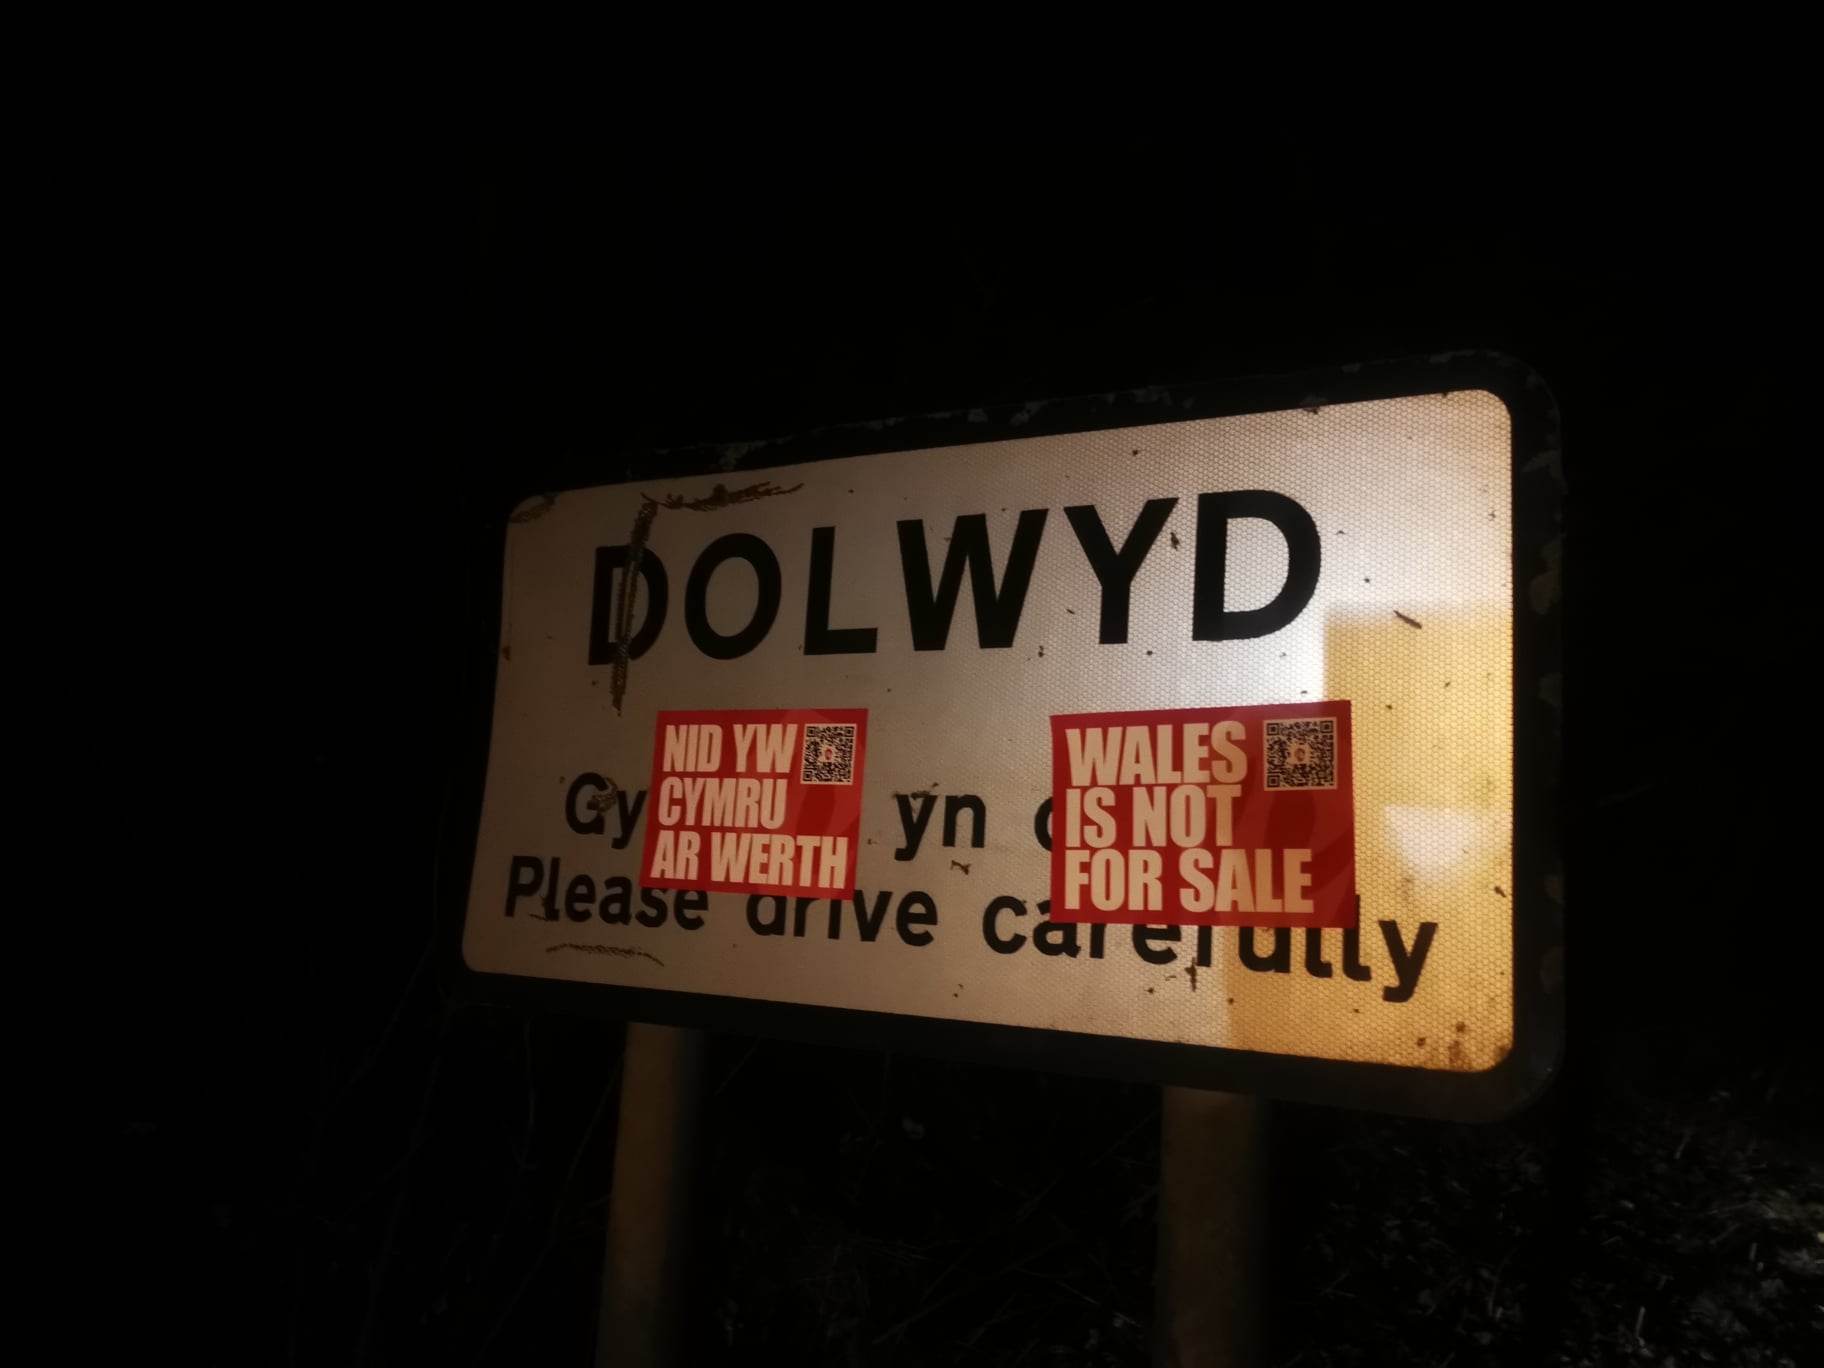 DOLWYD
NID YW
CYMRU
AR WERTH
WALES
IS NOT
FOR SALE
yn
Please drive carefully